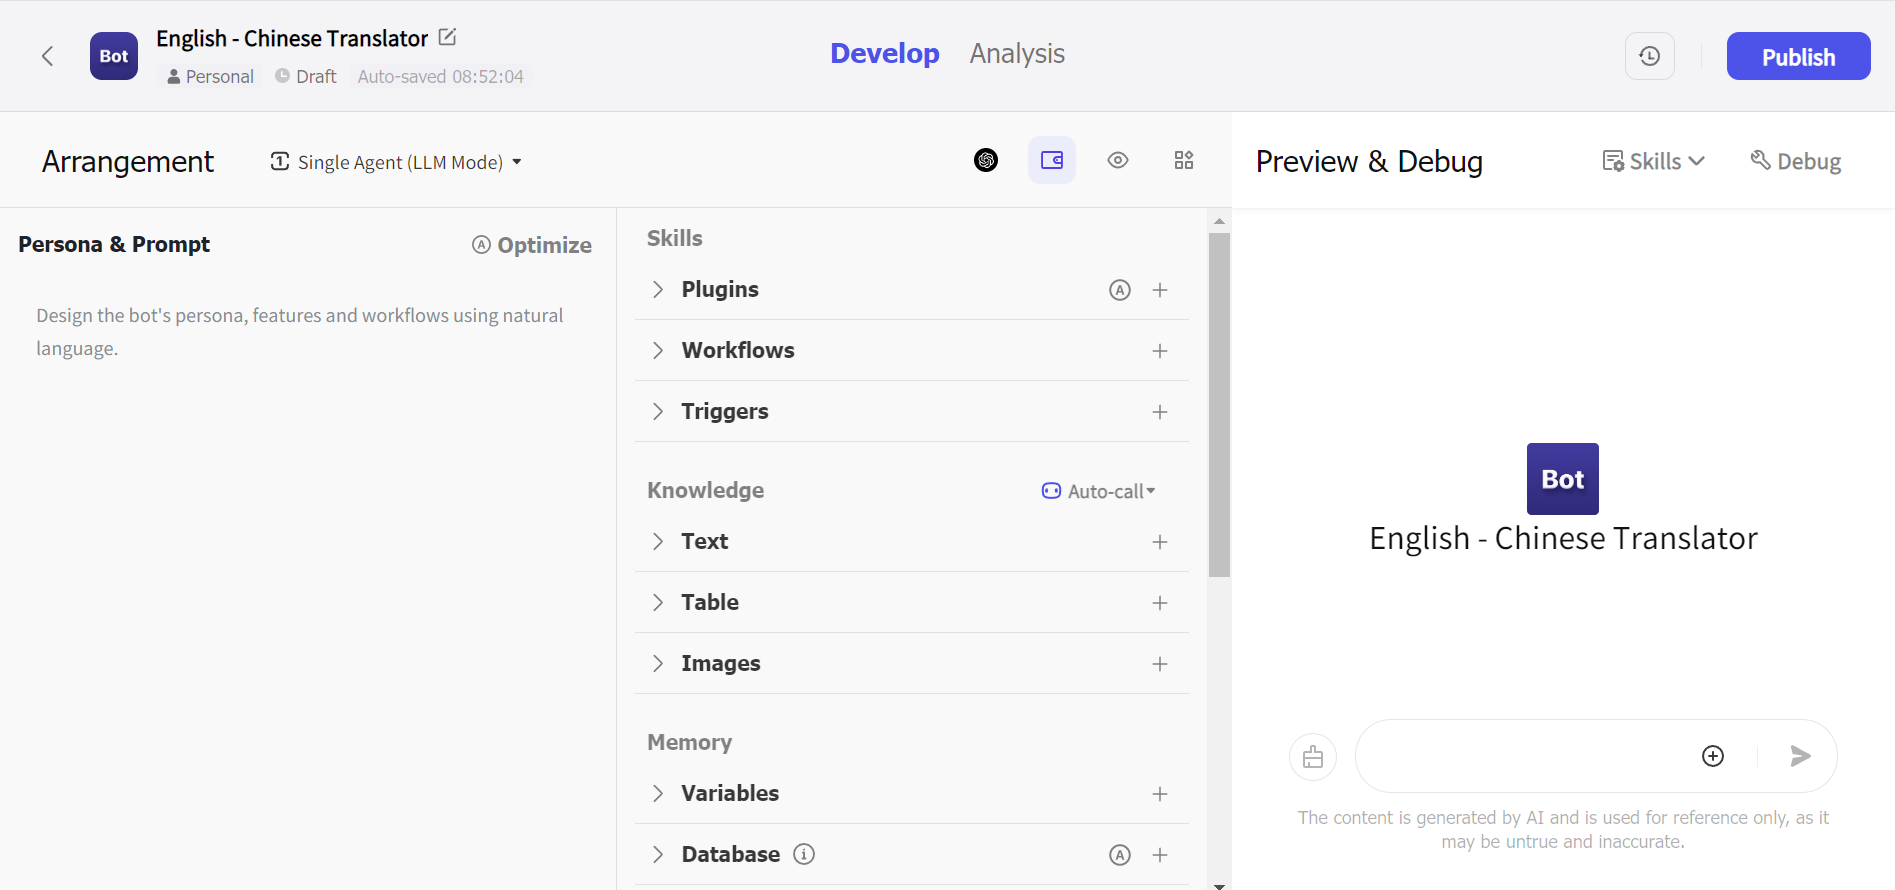 Bot
English - Chinese Translator
Personal
Draft
Auto-saved 08:52:04
Develop
Analysis
Publish
Arrangement
1 Single Agent (LLM Mode)
Preview & Debug
Skills
Debug
Persona & Prompt
A Optimize
Design the bot's persona, features and workflows using natural
language.
Skills
Plugins
A
Workflows
Triggers
Knowledge
Auto-call
Text
Table
Images
Memory
Variables
Database
A
Bot
English - Chinese Translator
The content is generated by AI and is used for reference only, as it
may be untrue and inaccurate.